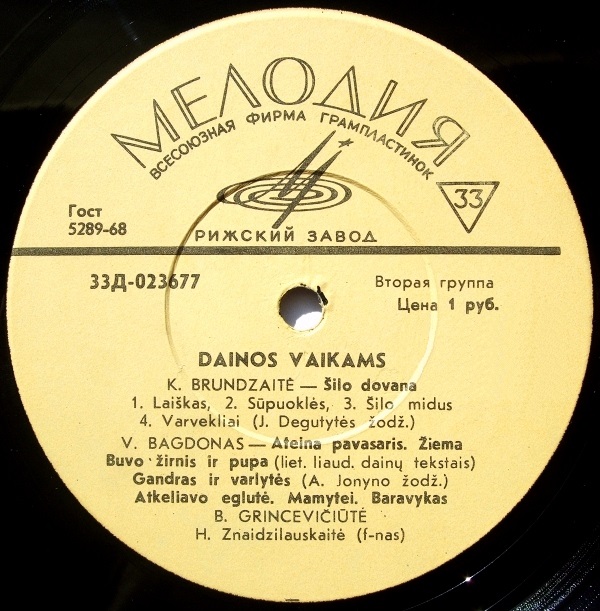 МЕЛОДИЯ
ВСЕСОЮЗНАЯ ФИРМА ГРАМПЛАСТИНОК
33
Гост
5289-68
РИЖСКИЙ ЗАВОД
33Д-023677
Вторая группа
Цена 1 руб.
DAINOS VAIKAMS
K. BRUNDZAITĖ — Šilo dovana
1. Laiškas, 2. Sūpuoklės, 3. Šilo midus
4. Varvekliai (J. Degutytės žodž.)
V. BAGDONAS — Ateina pavasaris. Žiema
Buvo žirnis ir pupa (liet. liaud. dainų tekstais)
Gandras ir varlytės (A. Jonyno žodž.)
Atkeliavo eglutė. Mamytei. Baravykas
B. GRINCEVIČIŪTĖ
H. Znaidzilauskaitė (f-nas)